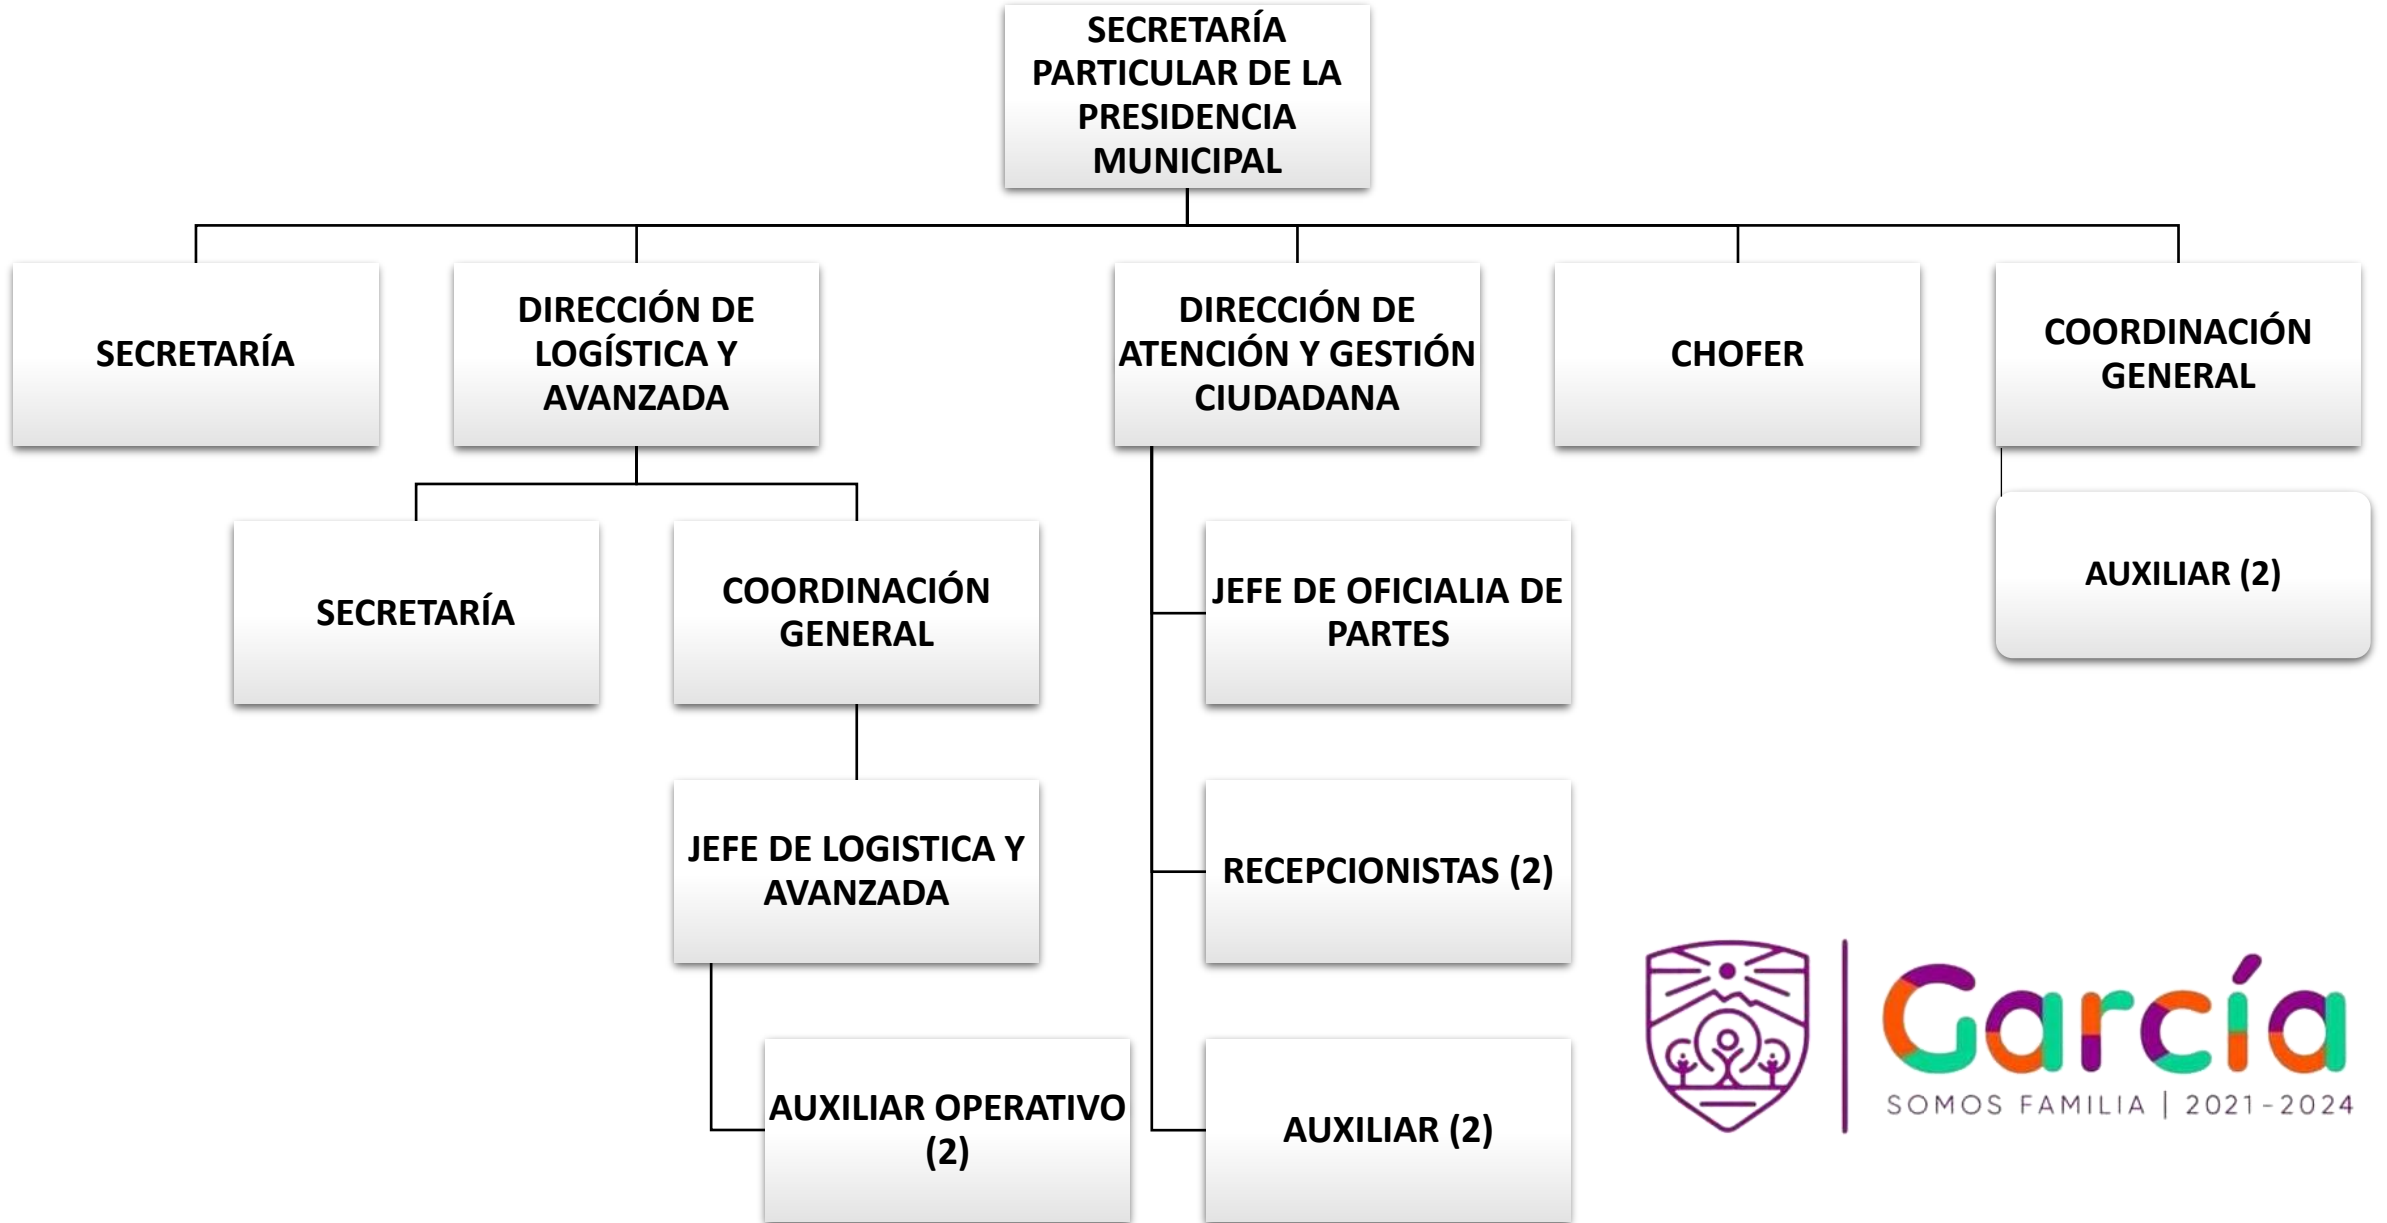 SECRETARÍA
PARTICULAR DE LA
PRESIDENCIA
MUNICIPAL
SECRETARÍA
DIRECCIÓN DE
LOGÍSTICA Y
AVANZADA
DIRECCIÓN DE
ATENCIÓN Y GESTIÓN
CIUDADANA
CHOFER
COORDINACIÓN
GENERAL
SECRETARÍA
COORDINACIÓN
GENERAL
JEFE DE OFICIALIA DE
PARTES
AUXILIAR (2)
JEFE DE LOGISTICA Y
AVANZADA
RECEPCIONISTAS (2)
AUXILIAR OPERATIVO
(2)
AUXILIAR (2)
García
SOMOS FAMILIA | 2021-2024